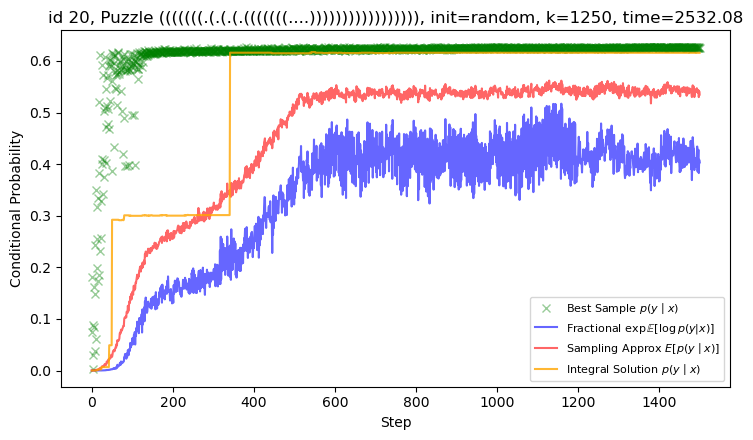 id 20, Puzzle (((((((.(.(.(.(((((((....)))))))))))))))))), init=random, k=1250, time=2532.08
Conditional Probability
0.6
0.5
0.4
0.3
0.2
0.1
0.0
Best Sample p(y | x)
Fractional exp𝔼[log p(y|x)]
Sampling Approx E[p(y | x)]
Integral Solution p(y | x)
0 200 400 600 800 1000 1200 1400
Step